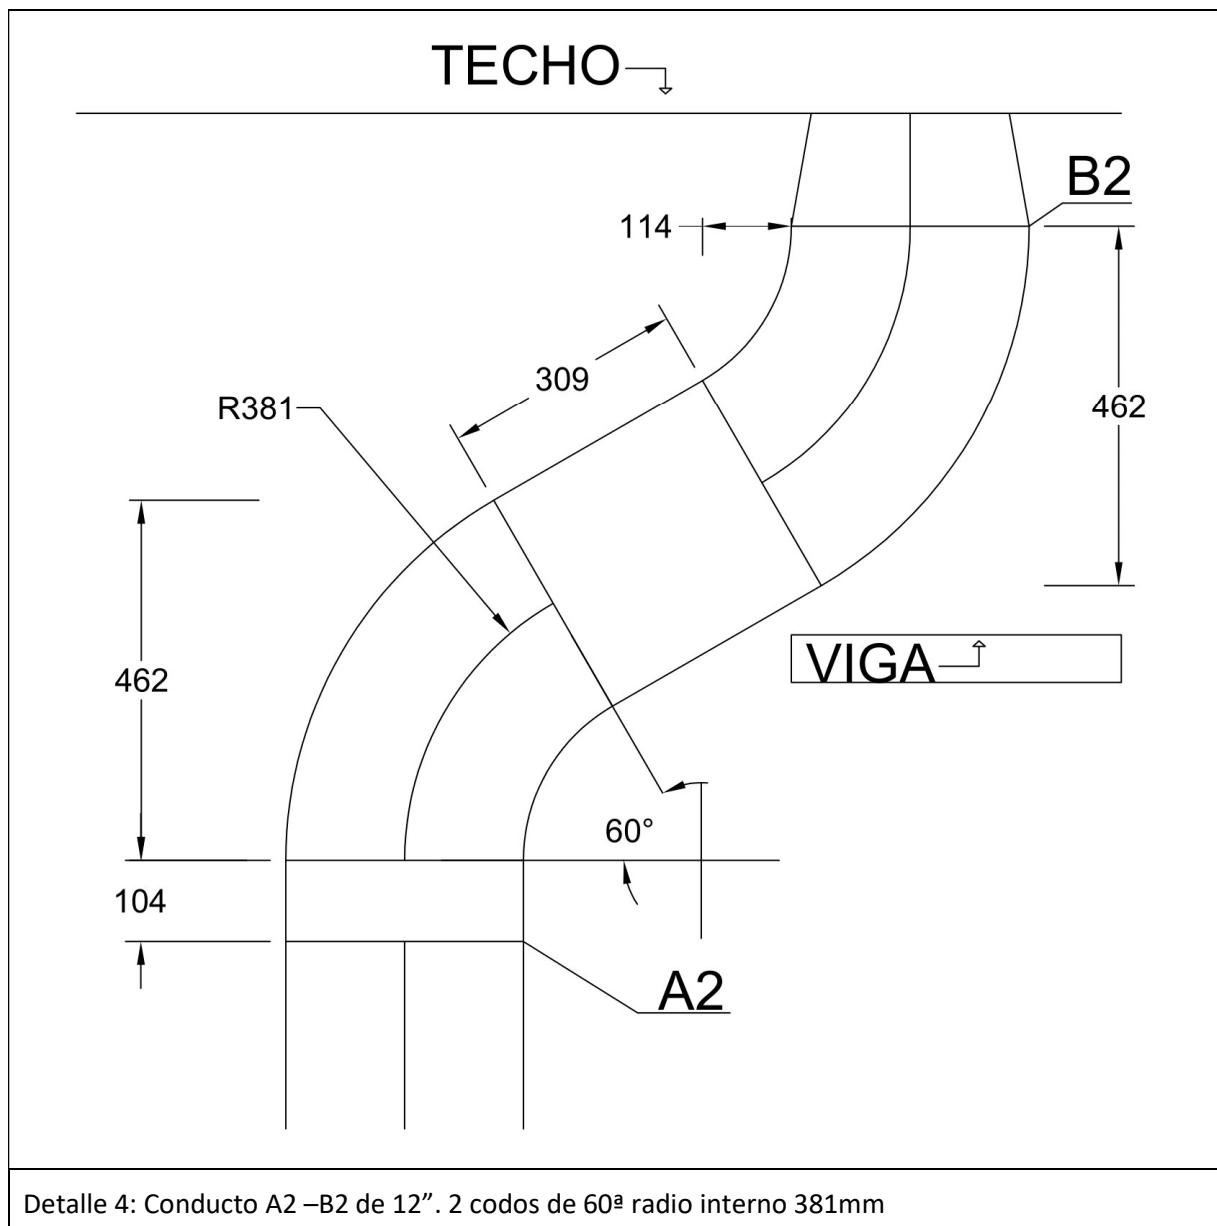 TECHO
B2
114
309
R381
462
VIGA
462
60°
104
A2
Detalle 4: Conducto A2 –B2 de 12”. 2 codos de 60ª radio interno 381mm